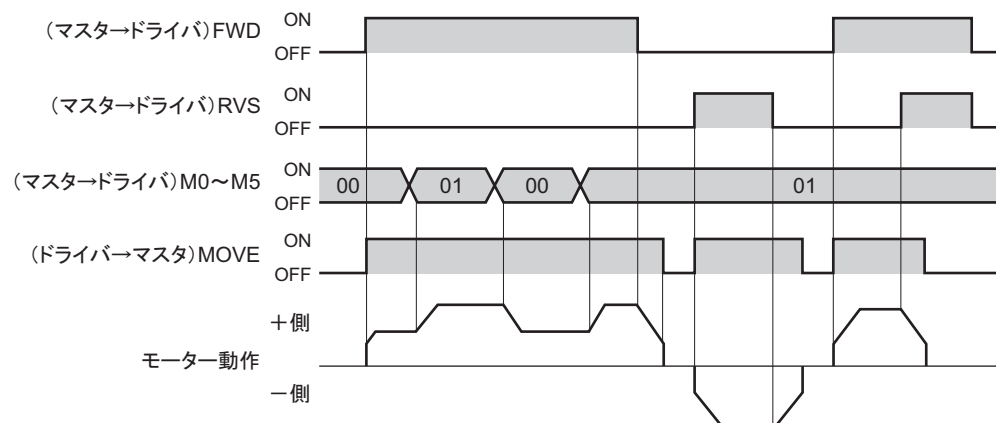 (マスタ→ドライバ)FWD ON
OFF
(マスタ→ドライバ)RVS ON
OFF
(マスタ→ドライバ)M0~M5 ON
OFF
00 01 00 01
(ドライバ→マスタ)MOVE ON
OFF
+側
モーター動作
-側